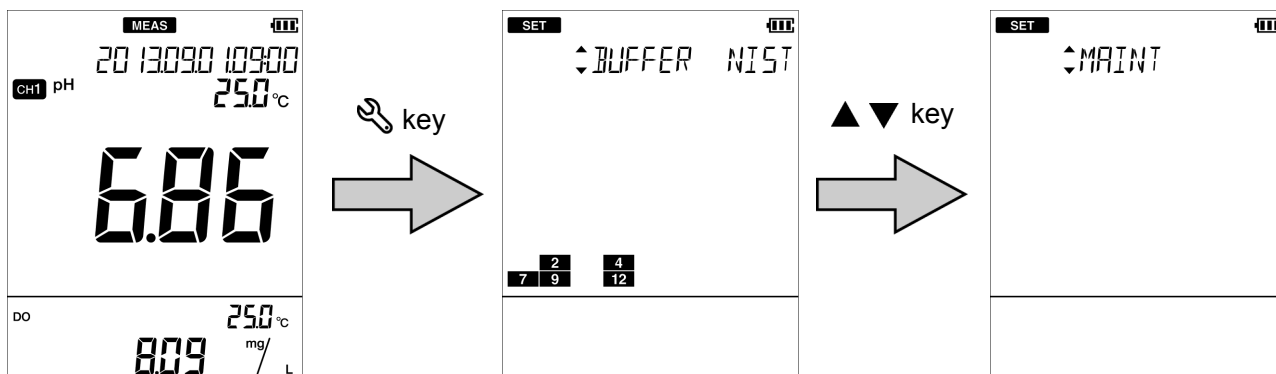 MEAS
2013.09.01.09:00
CH1 pH
25.0 °C
6.86
DO
25.0 °C
8.09 mg/L
key
SET
BUFFER NIST
2 4
7 9 12
key
SET
MAINT